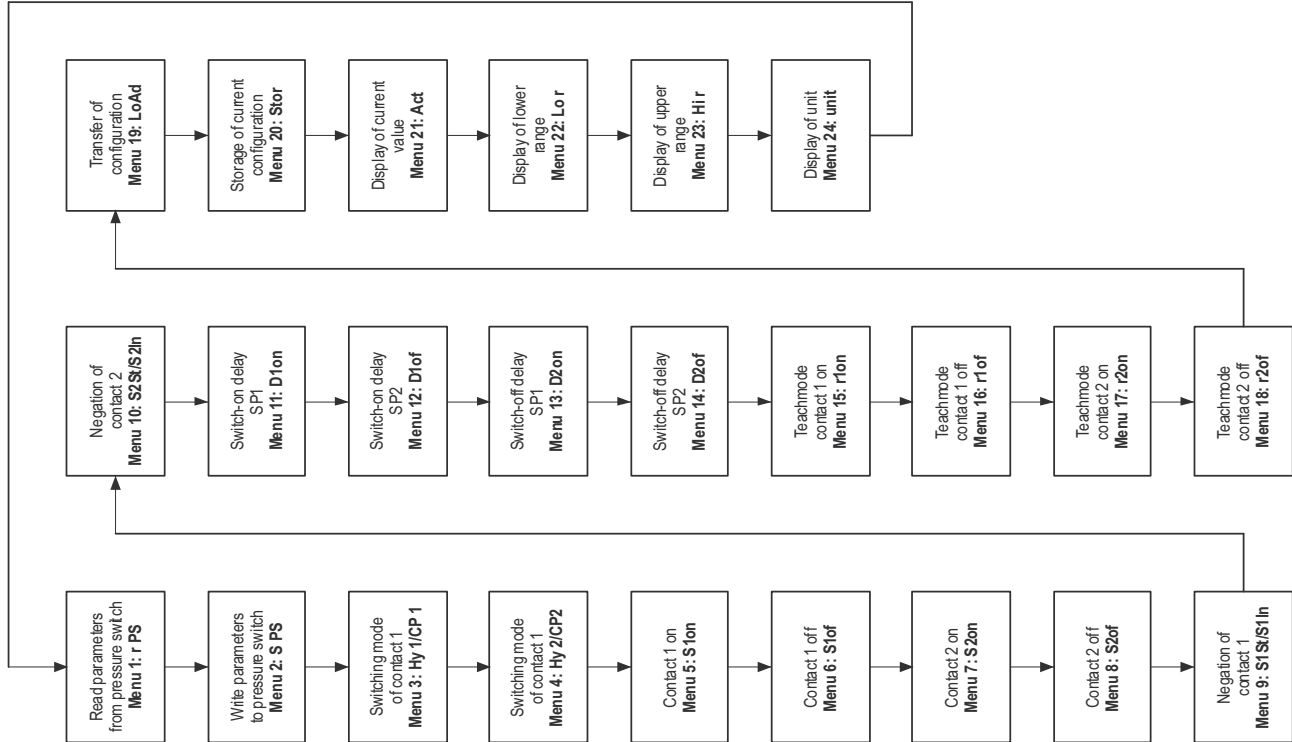 Read parameters
from pressure switch
Menu 1: r PS
Write parameters
to pressure switch
Menu 2: S PS
Switching mode
of contact 1
Menu 3: Hy 1/CP 1
Switching mode
of contact 1
Menu 4: Hy 2/CP2
Contact 1 on
Menu 5: S1on
Contact 1 off
Menu 6: S1of
Contact 2 on
Menu 7: S2on
Contact 2 off
Menu 8: S2of
Negation of
contact 1
Menu 9: S1St/S1In
Negation of
contact 2
Menu 10: S2St/S2In
Switch-on delay
SP1
Menu 11: D1on
Switch-on delay
SP2
Menu 12: D1of
Switch-off delay
SP1
Menu 13: D2on
Switch-off delay
SP2
Menu 14: D2of
Teachmode
contact 1 on
Menu 15: r1on
Teachmode
contact 1 off
Menu 16: r1of
Teachmode
contact 2 on
Menu 17: r2on
Teachmode
contact 2 off
Menu 18: r2of
Transfer of
configuration
Menu 19: LoAd
Storage of current
configuration
Menu 20: Stor
Display of current
value
Menu 21: Act
Display of lower
range
Menu 22: Lo r
Display of upper
range
Menu 23: Hi r
Display of unit
Menu 24: unit